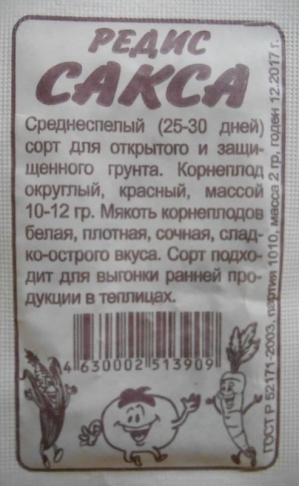 РЕДИС
САКСА
Среднеспелый (25-30 дней)
сорт для открытого и защи-
щенного грунта. Корнеплод
округлый, красный, массой
10-12 гр. Мякоть корнеплодов
белая, плотная, сочная, слад-
ко-острого вкуса. Сорт подхо-
дит для выгонки ранней про-
дукции в теплицах.
4 630002 513909
ГОСТ Р 52171-2003, партия 1010, масса 2 гр, годен 12.2017 г.